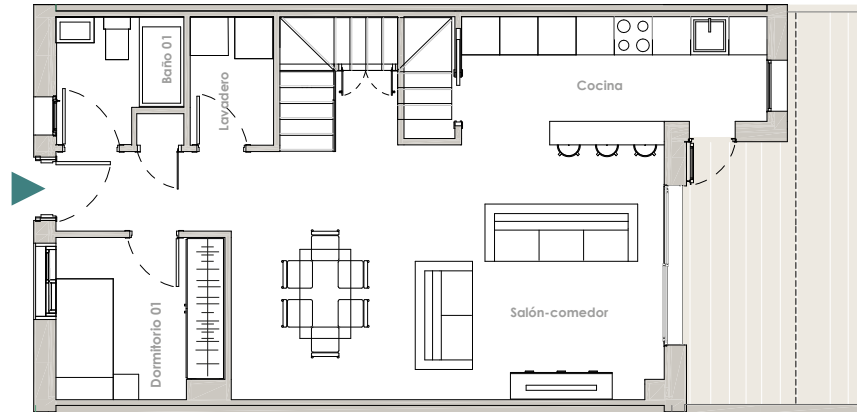 Baño 01
Lavadero
Cocina
Salón-comedor
Dormitorio 01